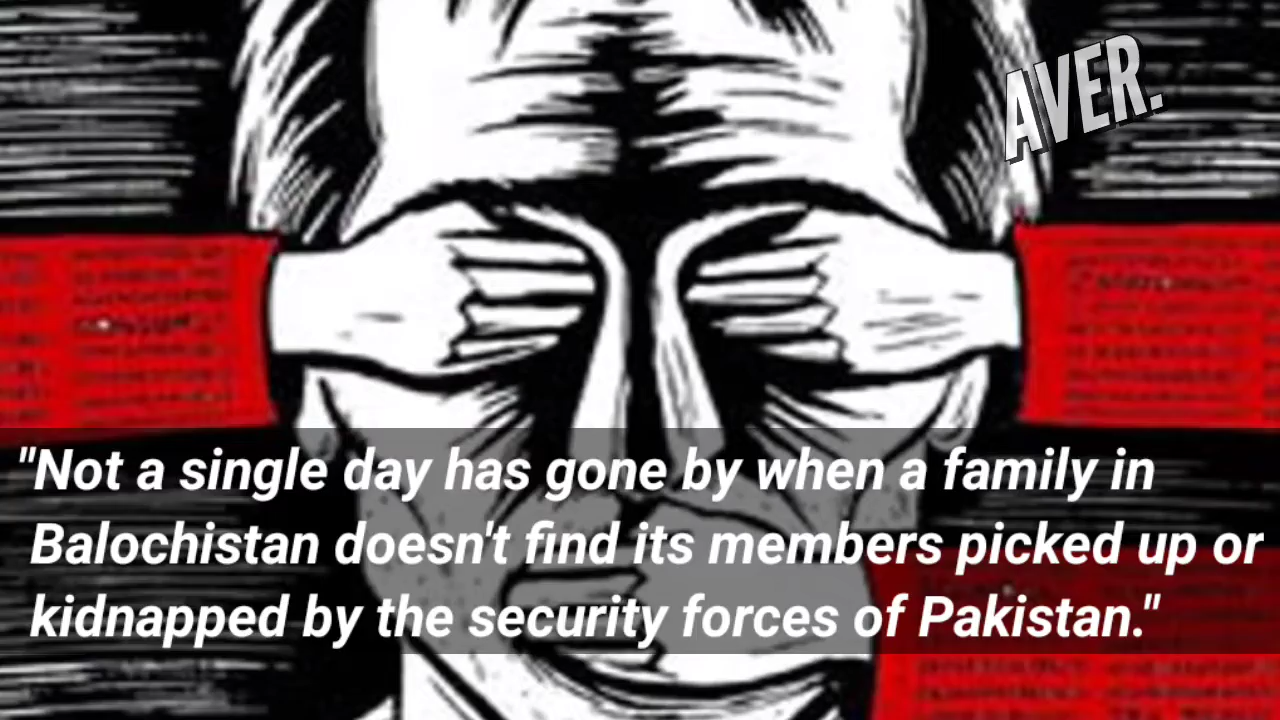 AVER.
"Not a single day has gone by when a family in
Balochistan doesn't find its members picked up or
kidnapped by the security forces of Pakistan."